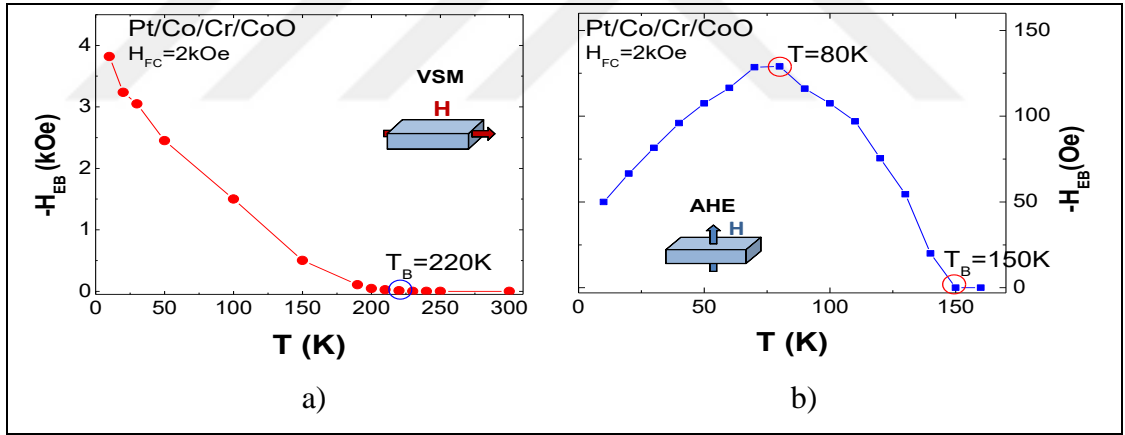 Pt/Co/Cr/CoO
H_FC=2kOe
VSM
H
T_B=220K
-H_EB (kOe)
4
3
2
1
0
0 50 100 150 200 250 300
T (K)
a)
Pt/Co/Cr/CoO
H_FC=2kOe
T=80K
AHE
H
T_B=150K
-H_EB(Oe)
150
100
50
0
0 50 100 150
T (K)
b)